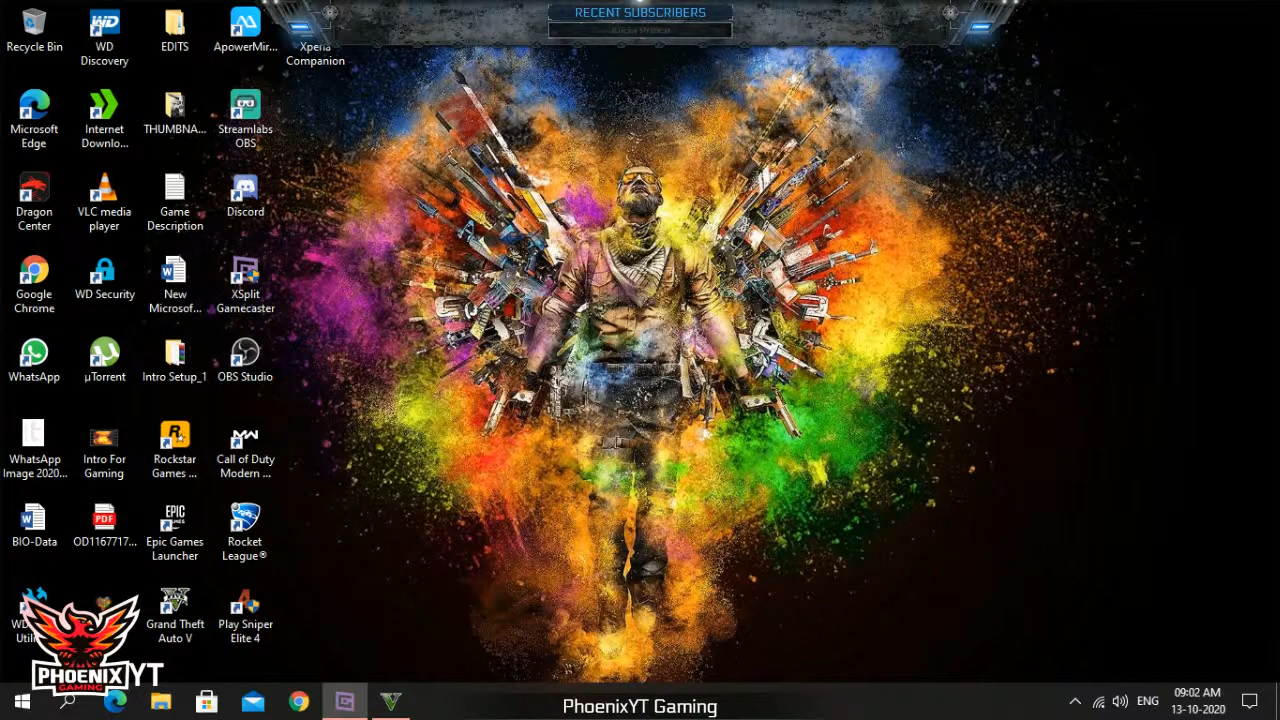 RECENT SUBSCRIBERS
Recycle Bin
WD Discovery
EDITS
ApowerMir...
Xperia Companion
Microsoft Edge
Internet Downlo...
THUMBNA...
Streamlabs OBS
Dragon Center
VLC media player
Game Description
Discord
Google Chrome
WD Security
New Microsof...
XSplit Gamecaster
WhatsApp
µTorrent
Intro Setup_1
OBS Studio
WhatsApp Image 2020...
Intro For Gaming
Rockstar Games ...
Call of Duty Modern ...
BIO-Data
OD1167717...
Epic Games Launcher
Rocket League®
WD
Grand Theft Auto V
Play Sniper Elite 4
PHOENIX YT
GAMING
PhoenixYT Gaming
ENG
09:02 AM
13-10-2020